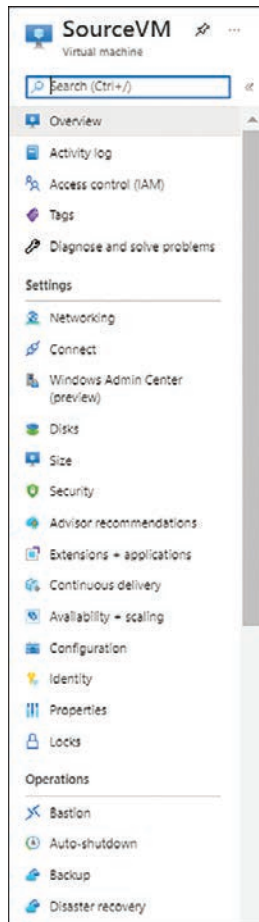 SourceVM
Virtual machine
Search (Ctrl+/)
Overview
Activity log
Access control (IAM)
Tags
Diagnose and solve problems
Settings
Networking
Connect
Windows Admin Center
(preview)
Disks
Size
Security
Advisor recommendations
Extensions + applications
Continuous delivery
Availability + scaling
Configuration
Identity
Properties
Locks
Operations
Bastion
Auto-shutdown
Backup
Disaster recovery